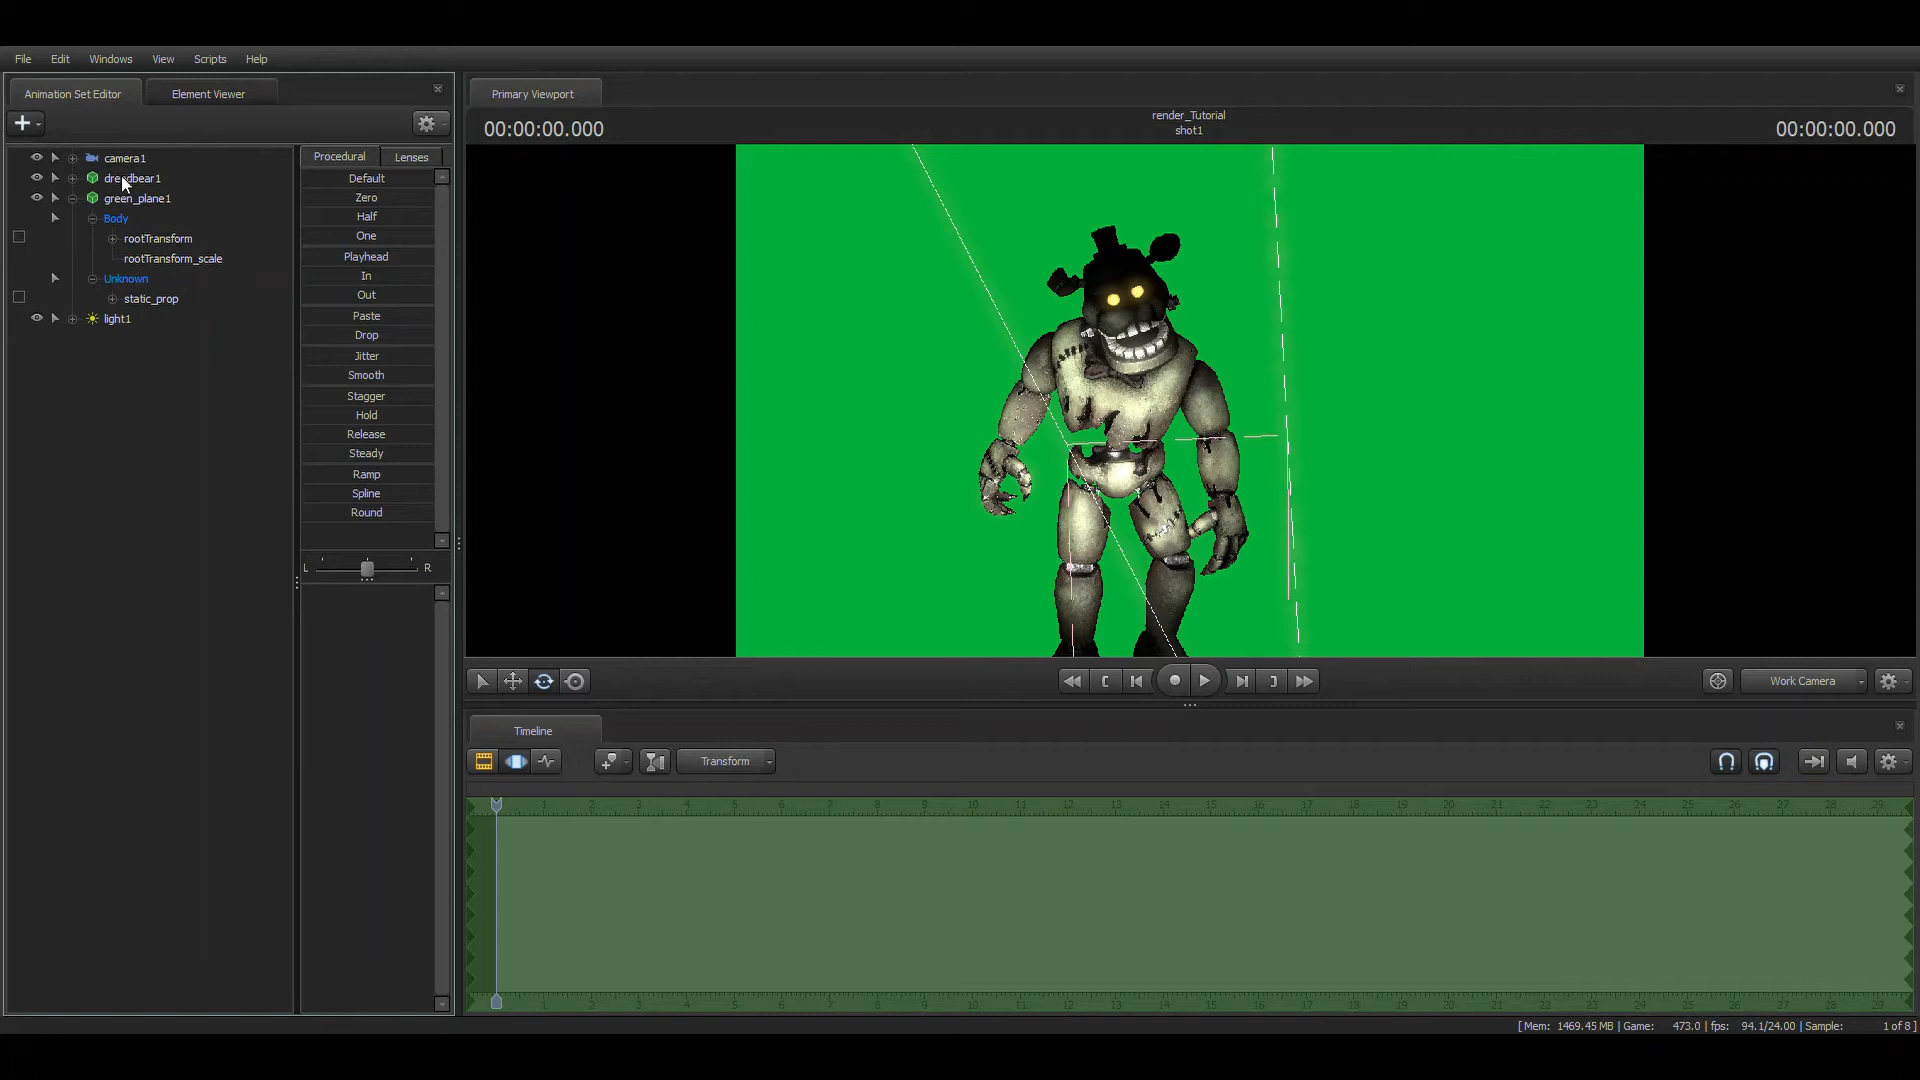 File Edit Windows View Scripts Help
Animation Set Editor Element Viewer
Primary Viewport
render_Tutorial
shot1
00:00:00.000
00:00:00.000
camera1
dreadbear1
green_plane1
Body
rootTransform
rootTransform_scale
Unknown
static_prop
light1
Procedural Lenses
Default
Zero
Half
One
Playhead
In
Out
Paste
Drop
Jitter
Smooth
Stagger
Hold
Release
Steady
Ramp
Spline
Round
L R
Work Camera
Timeline
Transform
1 2 3 4 5 6 7 8 9 10 11 12 13 14 15 16 17 18 19 20 21 22 23 24 25 26 27 28 29
1 2 3 4 5 6 7 8 9 10 11 12 13 14 15 16 17 18 19 20 21 22 23 24 25 26 27 28 29
[ Mem: 1469.45 MB | Game: 473.0 | fps: 94.1/24.00 | Sample: 1 of 8 ]